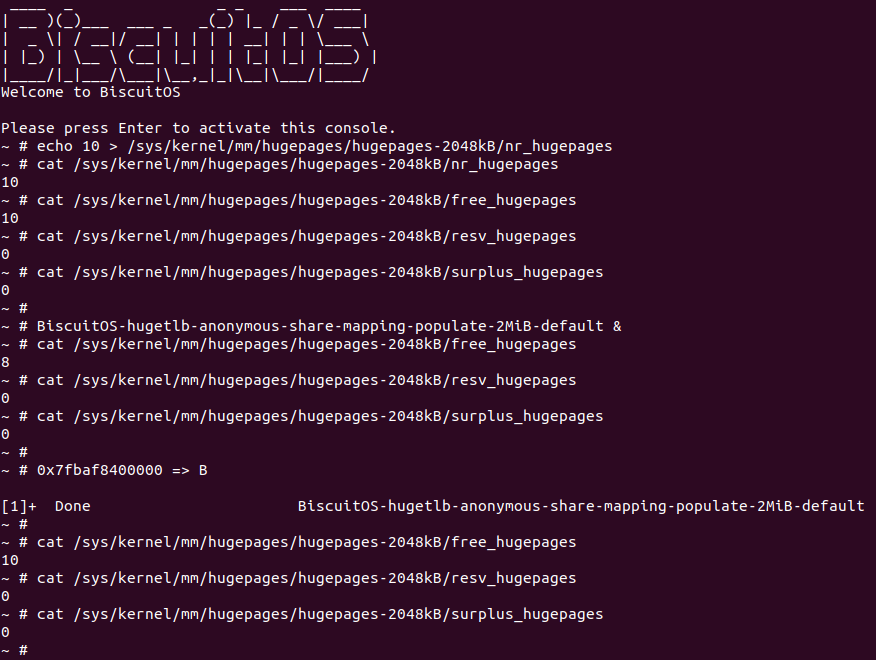 ____  _                _ _    ___  ____
| __ )(_)___  ___ _   _(_) |_ / _ \/ ___|
|  _ \| / __|/ __| | | | | __| | | \___ \
| |_) | \__ \ (__| |_| | | |_| |_| |___) |
|____/|_|___/\___|\__,_|_|\__|\___/|____/
Welcome to BiscuitOS
Please press Enter to activate this console.
~ # echo 10 > /sys/kernel/mm/hugepages/hugepages-2048kB/nr_hugepages
~ # cat /sys/kernel/mm/hugepages/hugepages-2048kB/nr_hugepages
10
~ # cat /sys/kernel/mm/hugepages/hugepages-2048kB/free_hugepages
10
~ # cat /sys/kernel/mm/hugepages/hugepages-2048kB/resv_hugepages
0
~ # cat /sys/kernel/mm/hugepages/hugepages-2048kB/surplus_hugepages
0
~ #
~ # BiscuitOS-hugetlb-anonymous-share-mapping-populate-2MiB-default &
~ # cat /sys/kernel/mm/hugepages/hugepages-2048kB/free_hugepages
8
~ # cat /sys/kernel/mm/hugepages/hugepages-2048kB/resv_hugepages
0
~ # cat /sys/kernel/mm/hugepages/hugepages-2048kB/surplus_hugepages
0
~ #
~ # 0x7fbaf8400000 => B
[1]+  Done                             BiscuitOS-hugetlb-anonymous-share-mapping-populate-2MiB-default
~ #
~ # cat /sys/kernel/mm/hugepages/hugepages-2048kB/free_hugepages
10
~ # cat /sys/kernel/mm/hugepages/hugepages-2048kB/resv_hugepages
0
~ # cat /sys/kernel/mm/hugepages/hugepages-2048kB/surplus_hugepages
0
~ #